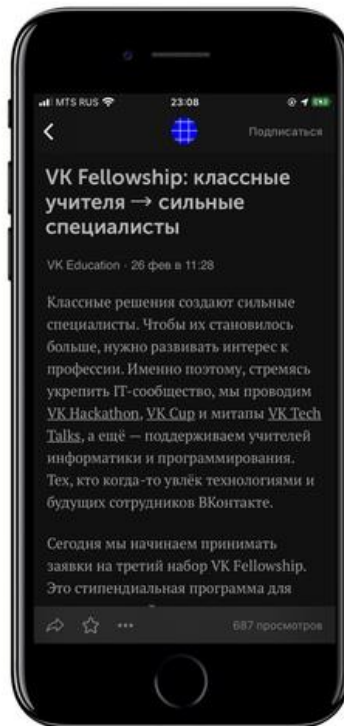 MTS RUS 23:08
Подписаться
VK Fellowship: классные
учителя → сильные
специалисты
VK Education · 26 фев в 11:28
Классные решения создают сильные
специалисты. Чтобы их становилось
больше, нужно развивать интерес к
профессии. Именно поэтому, стремясь
укрепить IT-сообщество, мы проводим
VK Hackathon, VK Cup и митапы VK Tech
Talks, а ещё — поддерживаем учителей
информатики и программирования.
Тех, кто когда-то увлёк технологиями и
будущих сотрудников ВКонтакте.
Сегодня мы начинаем принимать
заявки на третий набор VK Fellowship.
Это стипендиальная программа для
687 просмотров